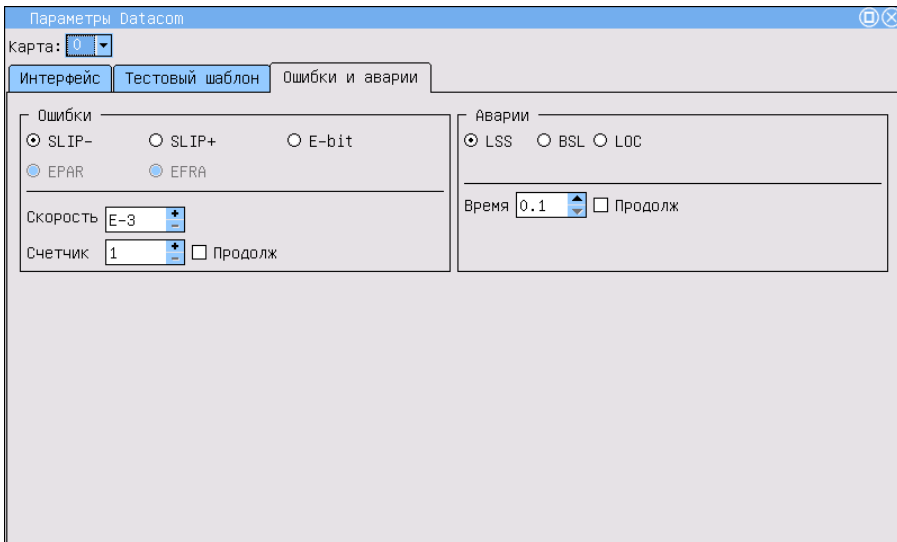 Параметры Datacom
Карта: 0
Интерфейс Тестовый шаблон Ошибки и аварии
Ошибки
SLIP- SLIP+ E-bit
EPAR EFRA
Скорость E-3
Счетчик 1 Продолж
Аварии
LSS BSL LOC
Время 0.1 Продолж